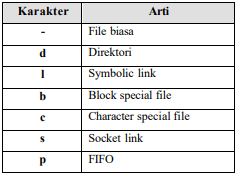 Karakter Arti
- File biasa
d Direktori
l Symbolic link
b Block special file
c Character special file
s Socket link
p FIFO